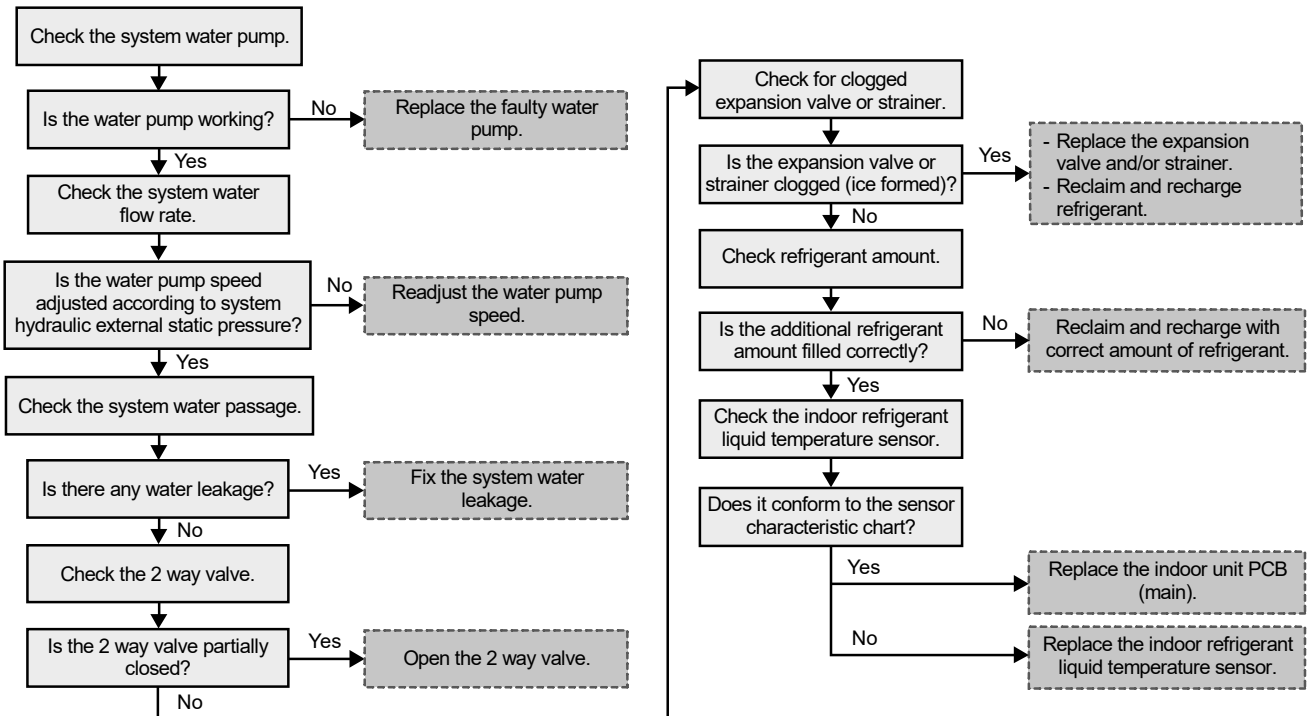 Check the system water pump.
Is the water pump working?
No
Replace the faulty water
pump.
Yes
Check the system water
flow rate.
Is the water pump speed
adjusted according to system
hydraulic external static pressure?
No
Readjust the water pump
speed.
Yes
Check the system water passage.
Is there any water leakage?
Yes
Fix the system water
leakage.
No
Check the 2 way valve.
Is the 2 way valve partially
closed?
Yes
Open the 2 way valve.
No
Check for clogged
expansion valve or strainer.
Is the expansion valve or
strainer clogged (ice formed)?
Yes
- Replace the expansion
valve and/or strainer.
- Reclaim and recharge
refrigerant.
No
Check refrigerant amount.
Is the additional refrigerant
amount filled correctly?
No
Reclaim and recharge with
correct amount of refrigerant.
Yes
Check the indoor refrigerant
liquid temperature sensor.
Does it conform to the sensor
characteristic chart?
Yes
Replace the indoor unit PCB
(main).
No
Replace the indoor refrigerant
liquid temperature sensor.